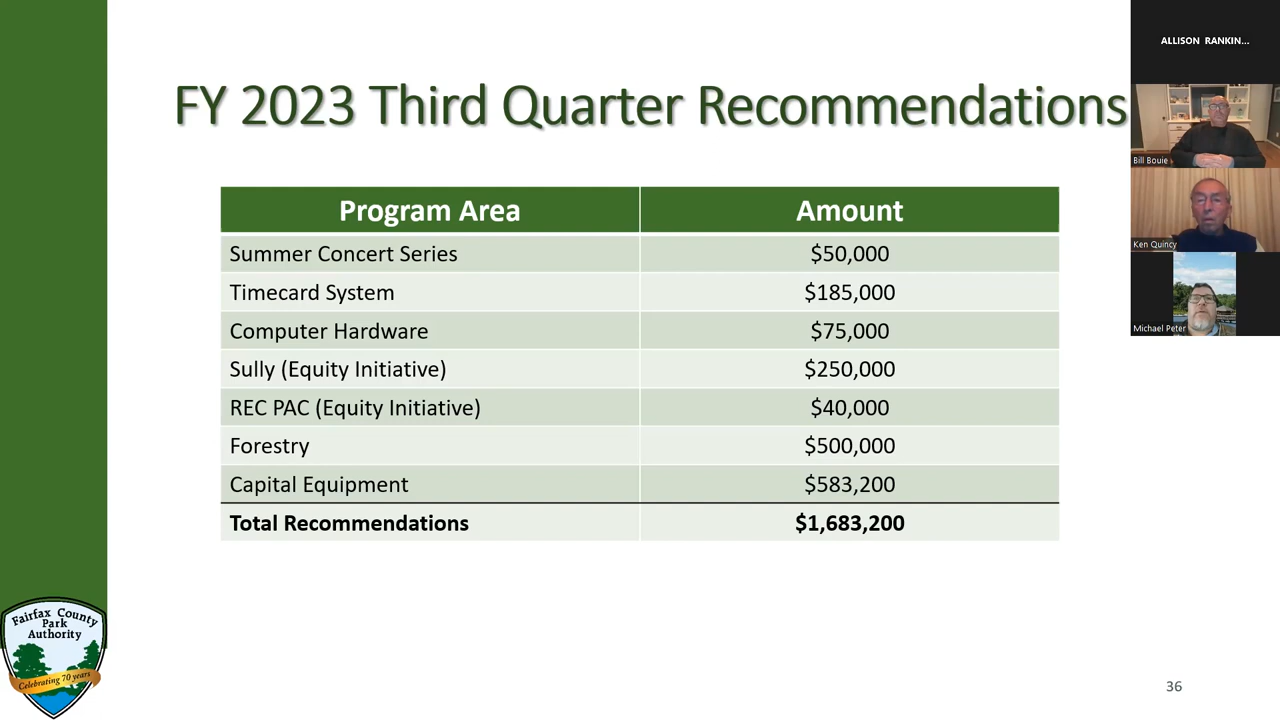 FY 2023 Third Quarter Recommendations
Program Area Amount
Summer Concert Series $50,000
Timecard System $185,000
Computer Hardware $75,000
Sully (Equity Initiative) $250,000
REC PAC (Equity Initiative) $40,000
Forestry $500,000
Capital Equipment $583,200
Total Recommendations $1,683,200
ALLISON RANKIN...
Bill Bouie
Ken Quincy
Michael Peter
Fairfax County
Park
Authority
Celebrating 70 years
36